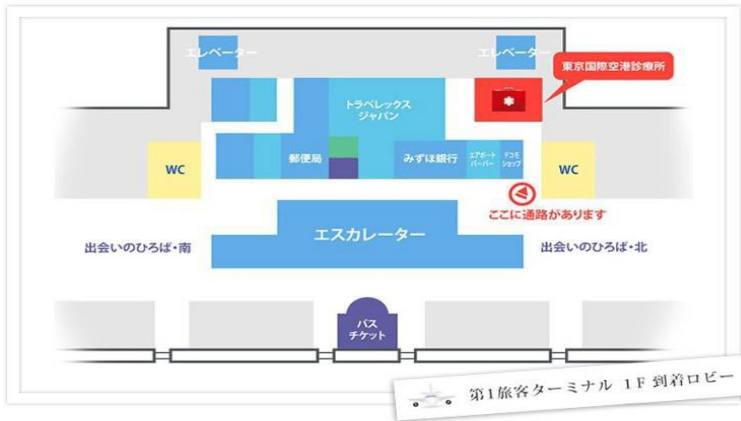 エレベーター
エレベーター
東京国際空港診療所
トラベレックス
ジャパン
WC
郵便局
みずほ銀行
エアポート
バーバー
ドコモ
ショップ
WC
ここに通路があります
エスカレーター
出会いのひろば・南
出会いのひろば・北
バス
チケット
第1旅客ターミナル 1F 到着ロビー